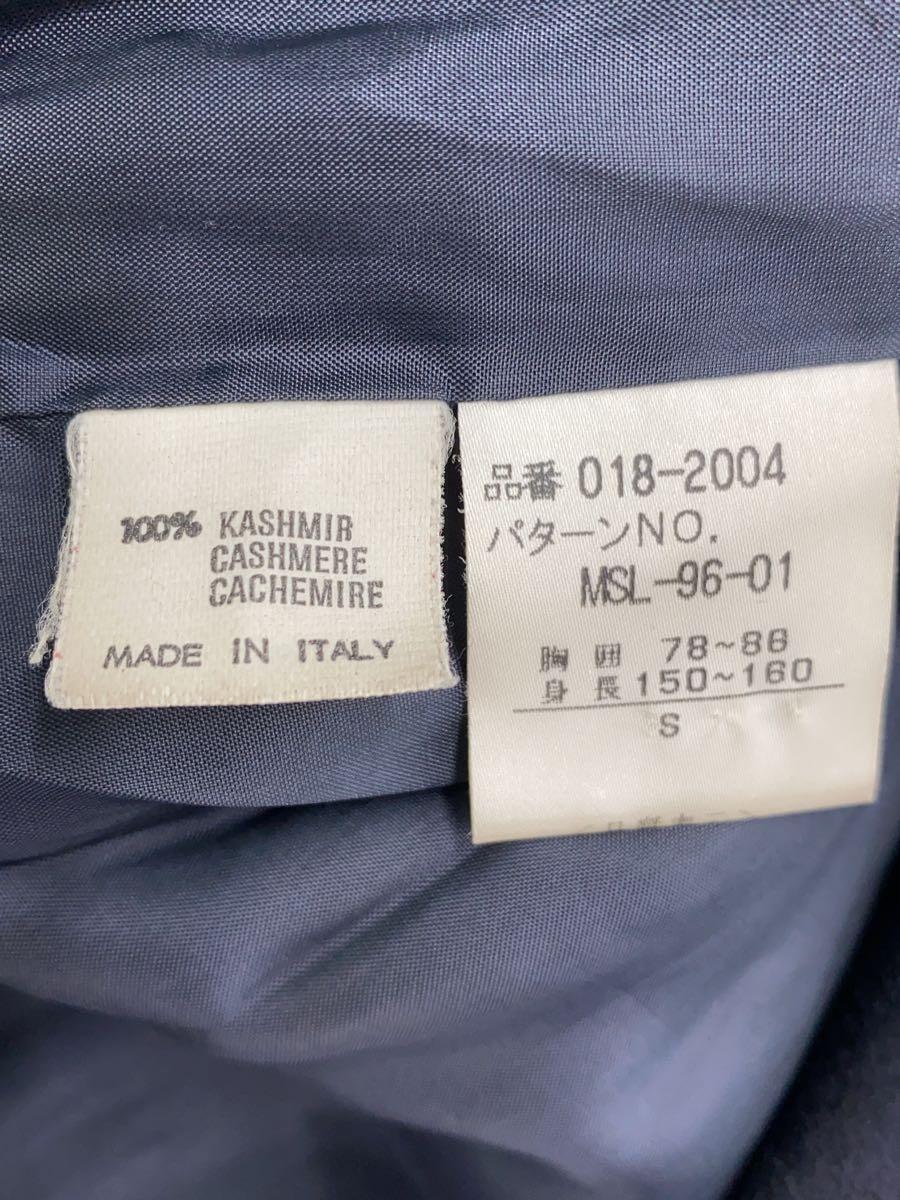 100% KASHMIR
CASHMERE
CACHEMIRE
MADE IN ITALY
品番 018-2004
パターンNO.
MSL-96-01
胸囲 78~86
身長 150~160
S